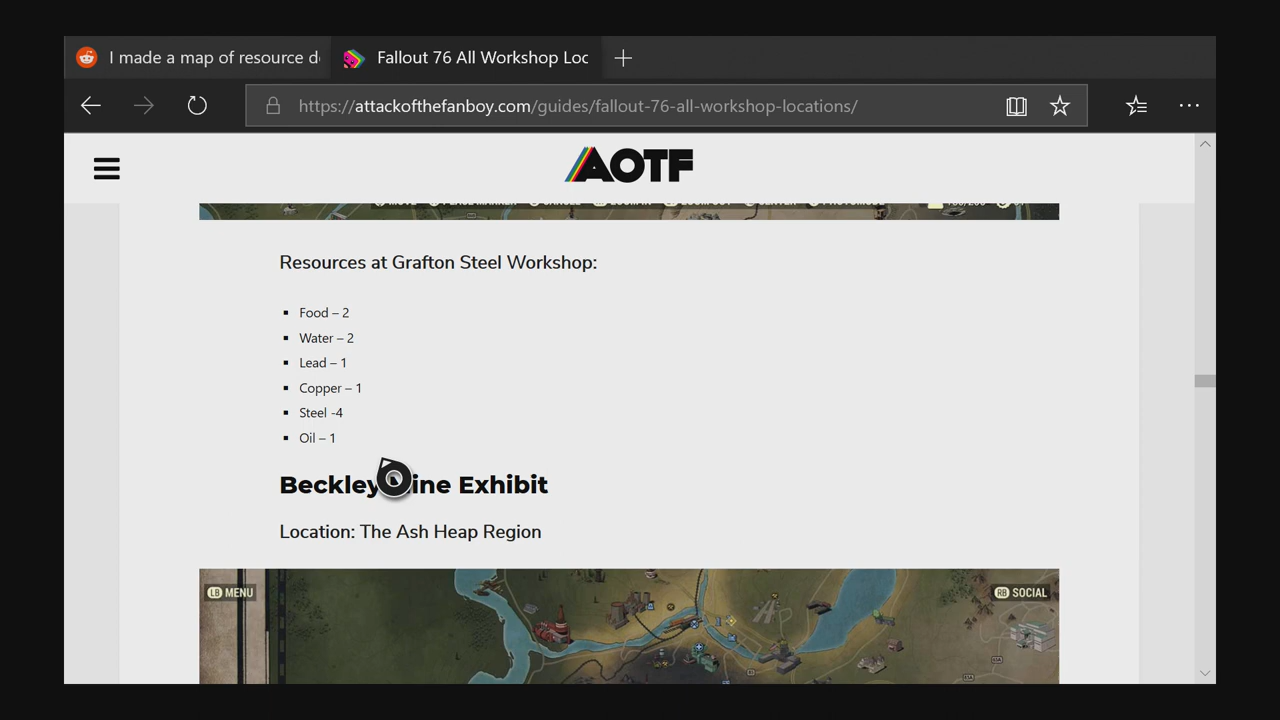 I made a map of resource d
Fallout 76 All Workshop Loc
https://attackofthefanboy.com/guides/fallout-76-all-workshop-locations/
AOTF
Resources at Grafton Steel Workshop:
Food – 2
Water – 2
Lead – 1
Copper – 1
Steel -4
Oil – 1
Beckley ine Exhibit
Location: The Ash Heap Region
LB MENU
RB SOCIAL